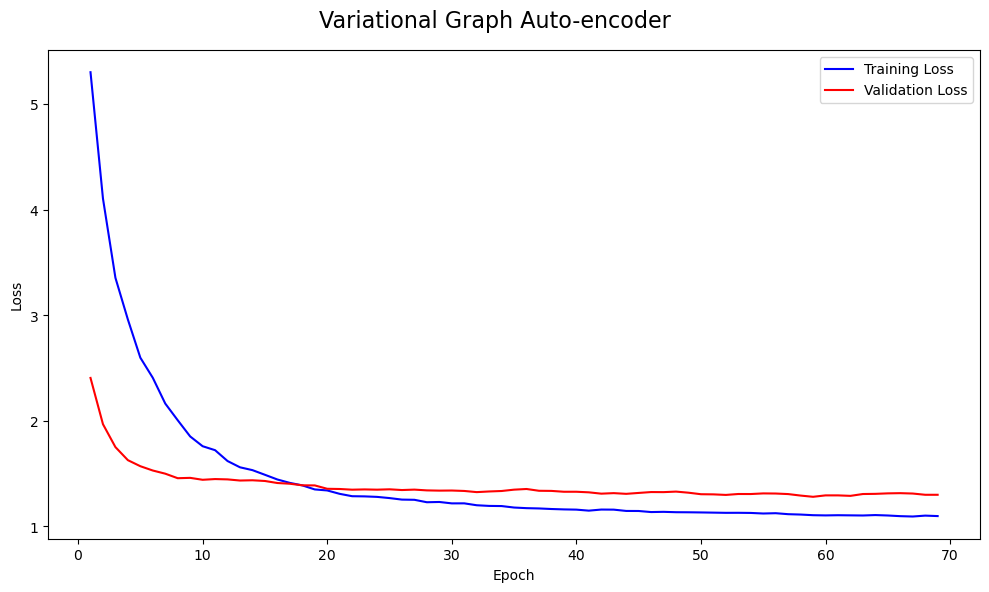 Variational Graph Auto-encoder
Training Loss
Validation Loss
5
4
3
2
1
Loss
0 10 20 30 40 50 60 70
Epoch